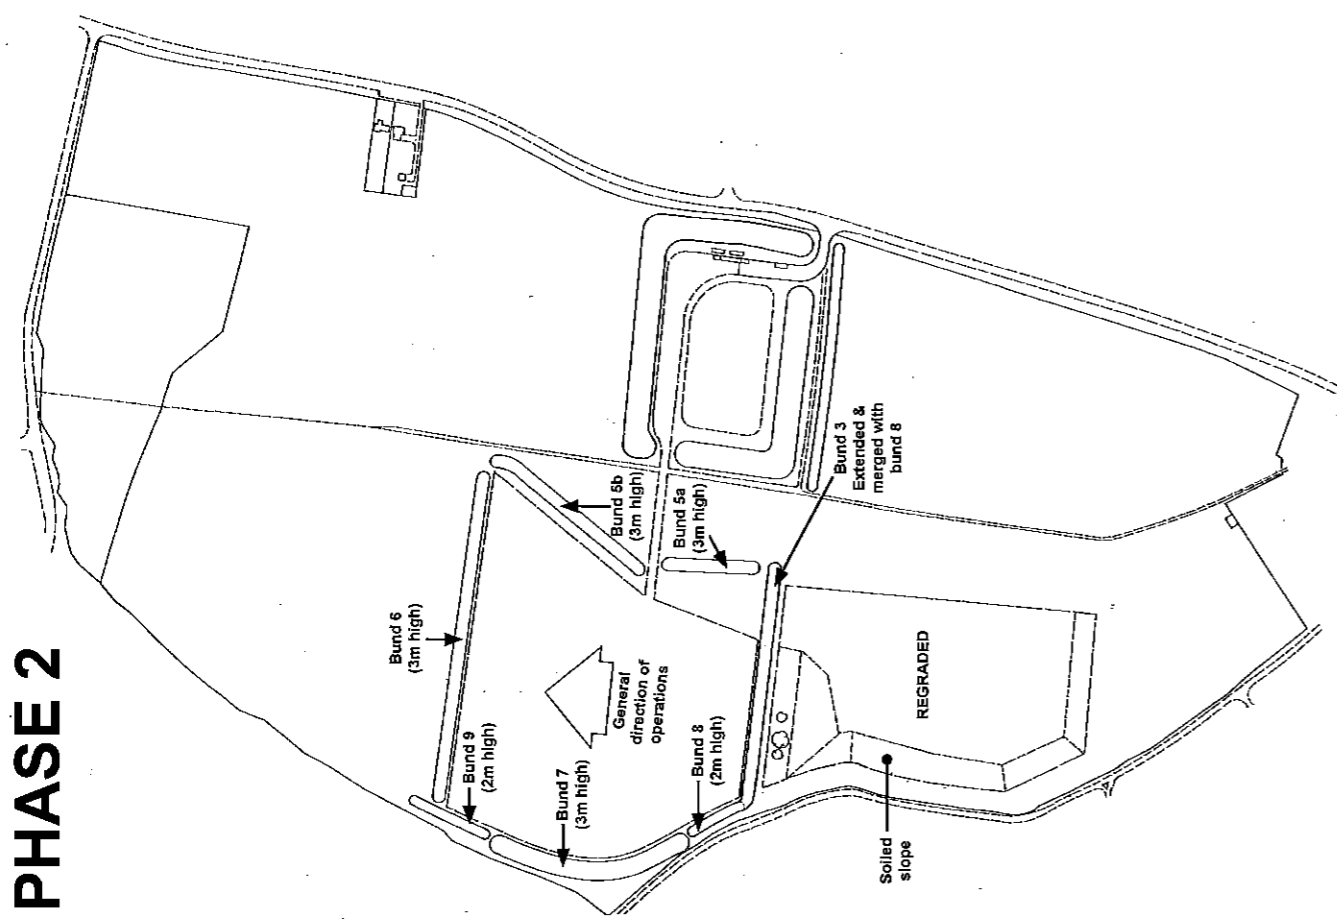 PHASE 2
Bund 6
(3m high)
Bund 9
(2m high)
Bund 7
(3m high)
General
direction of
operations
Bund 8
(2m high)
Bund 5b
(3m high)
Bund 5a
(3m high)
Bund 3
Extended &
merged with
bund 8
REGRADED
Soiled
slope